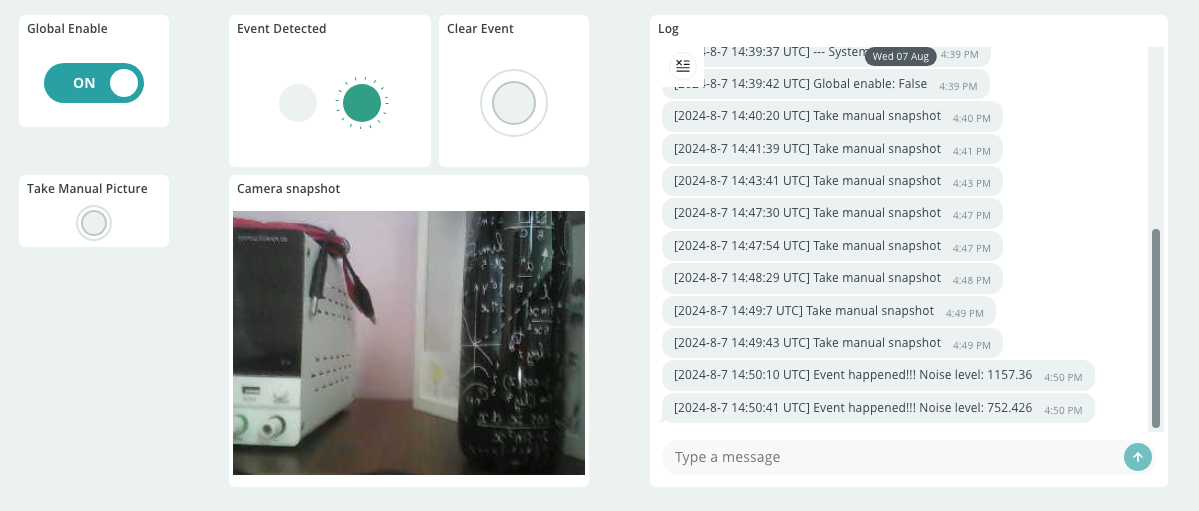 Global Enable
ON
Take Manual Picture
Event Detected
Clear Event
Camera snapshot
Log
Wed 07 Aug
-8-7 14:39:37 UTC] --- System 4:39 PM
-8-7 14:39:42 UTC] Global enable: False 4:39 PM
[2024-8-7 14:40:20 UTC] Take manual snapshot 4:40 PM
[2024-8-7 14:41:39 UTC] Take manual snapshot 4:41 PM
[2024-8-7 14:43:41 UTC] Take manual snapshot 4:43 PM
[2024-8-7 14:47:30 UTC] Take manual snapshot 4:47 PM
[2024-8-7 14:47:54 UTC] Take manual snapshot 4:47 PM
[2024-8-7 14:48:29 UTC] Take manual snapshot 4:48 PM
[2024-8-7 14:49:7 UTC] Take manual snapshot 4:49 PM
[2024-8-7 14:49:43 UTC] Take manual snapshot 4:49 PM
[2024-8-7 14:50:10 UTC] Event happened!!! Noise level: 1157.36 4:50 PM
[2024-8-7 14:50:41 UTC] Event happened!!! Noise level: 752.426 4:50 PM
Type a message